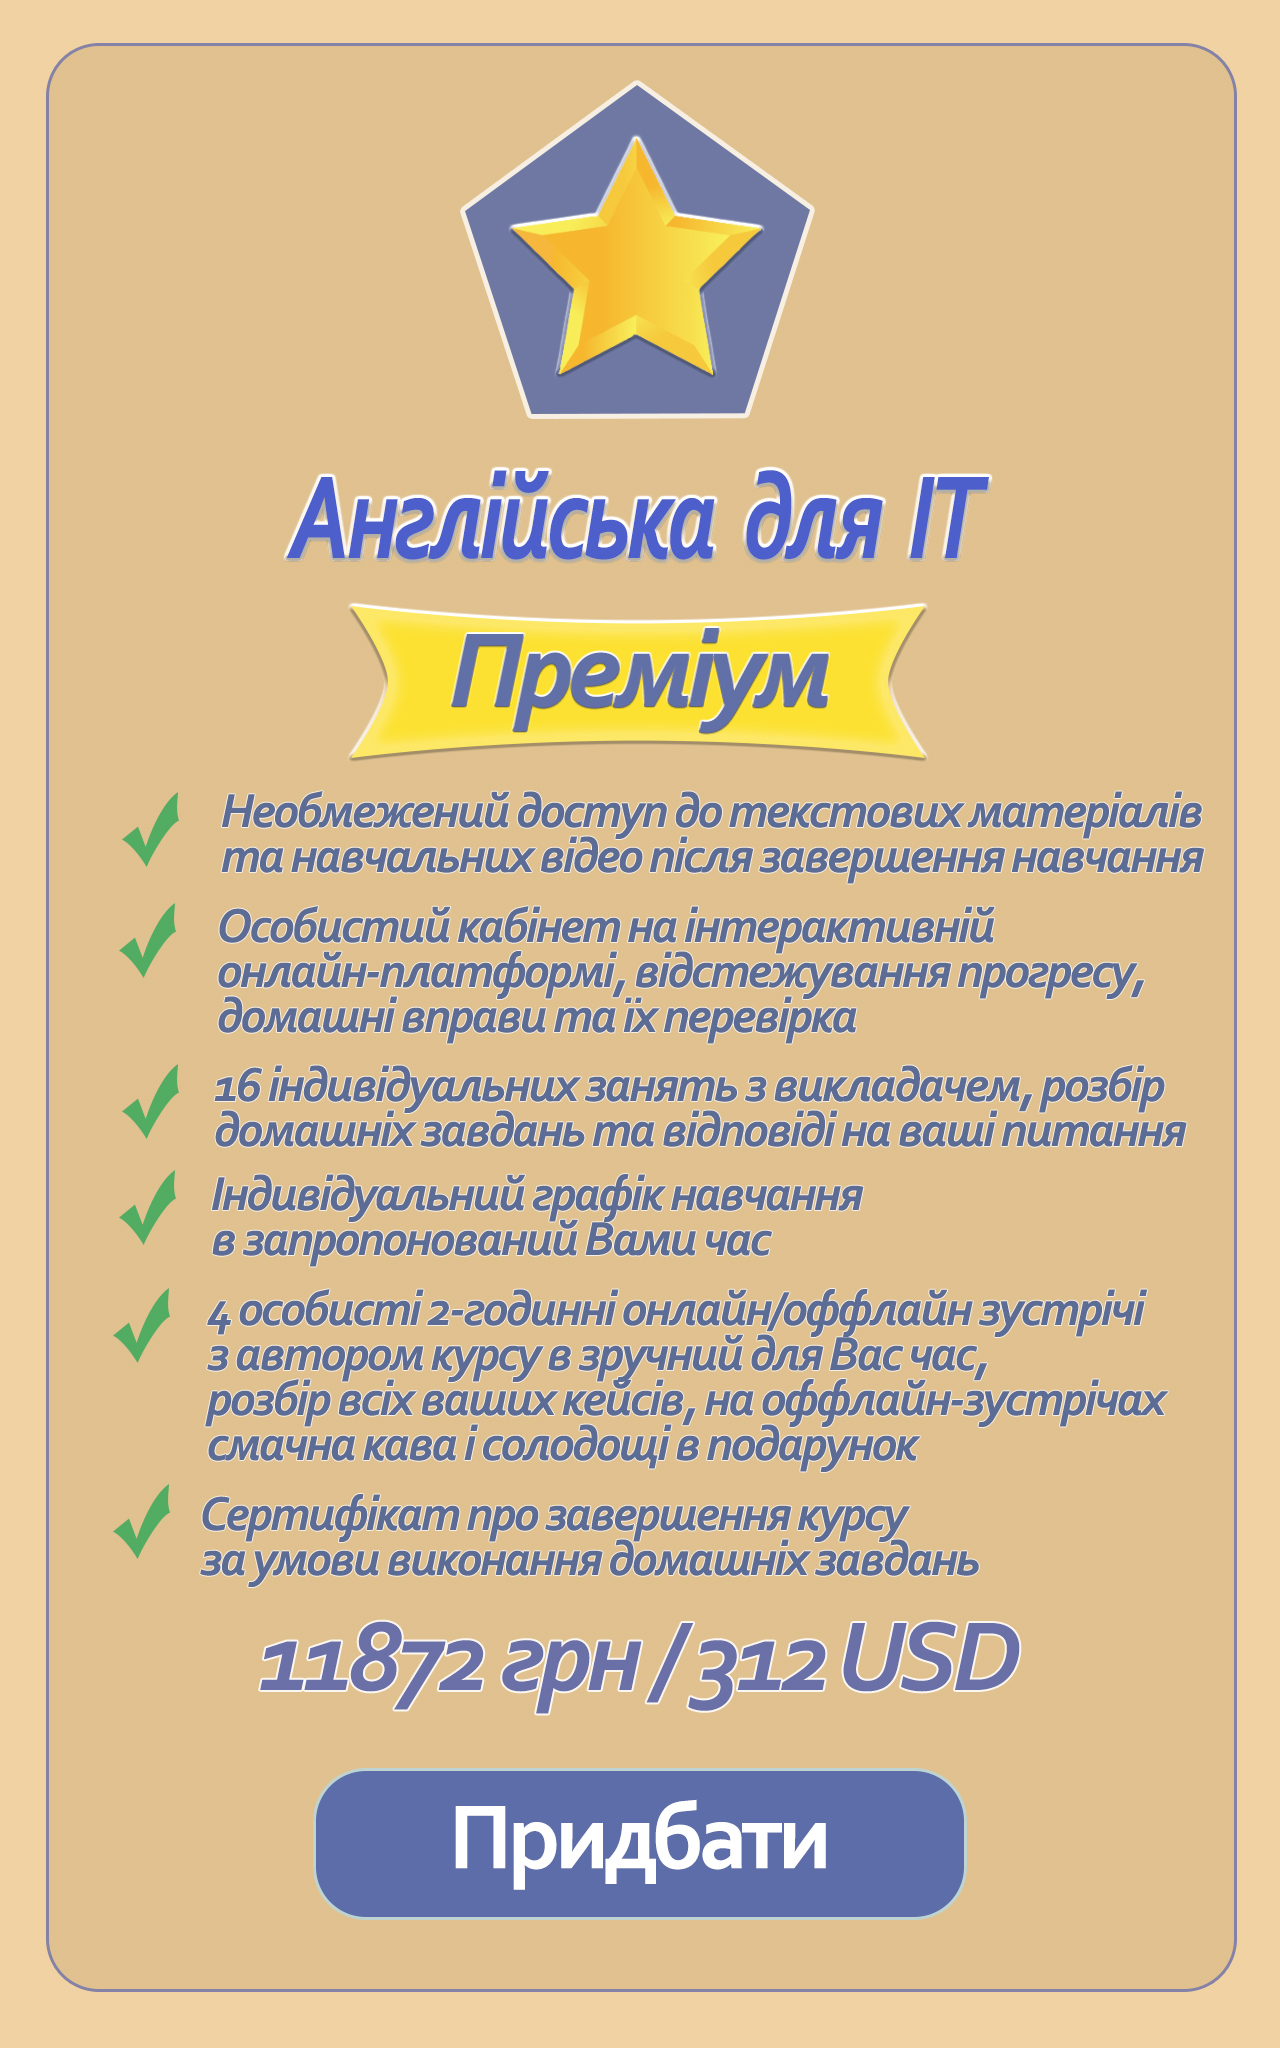 Англійська для ІТ
Преміум
Необмежений доступ до текстових матеріалів
та навчальних відео після завершення навчання
Особистий кабінет на інтерактивній
онлайн-платформі, відстежування прогресу,
домашні вправи та їх перевірка
16 індивідуальних занять з викладачем, розбір
домашніх завдань та відповіді на ваші питання
Індивідуальний графік навчання
в запропонований Вами час
4 особисті 2-годинні онлайн/оффлайн зустрічі
з автором курсу в зручний для Вас час,
розбір всіх ваших кейсів, на оффлайн-зустрічах
смачна кава і солодощі в подарунок
Сертифікат про завершення курсу
за умови виконання домашніх завдань
11872 грн / 312 USD
Придбати